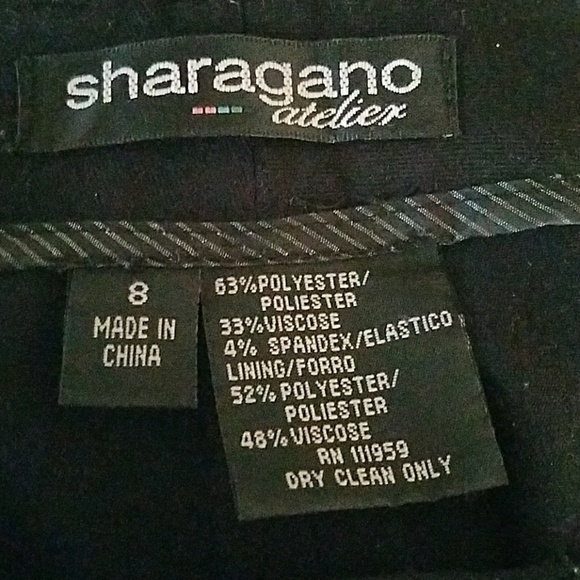 sharagano
atelier
8
MADE IN
CHINA
63%POLYESTER/
POLIESTER
33%VISCOSE
4% SPANDEX/ELASTICO
LINING/FORRO
52% POLYESTER/
POLIESTER
48%VISCOSE
RN 111959
DRY CLEAN ONLY